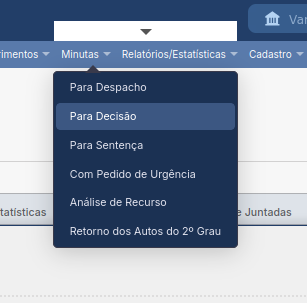 Var
rimentos Minutas Relatórios/Estatísticas Cadastro
Para Despacho
Para Decisão
Para Sentença
Com Pedido de Urgência
Análise de Recurso
tatísticas e Juntadas
Retorno dos Autos do 2º Grau